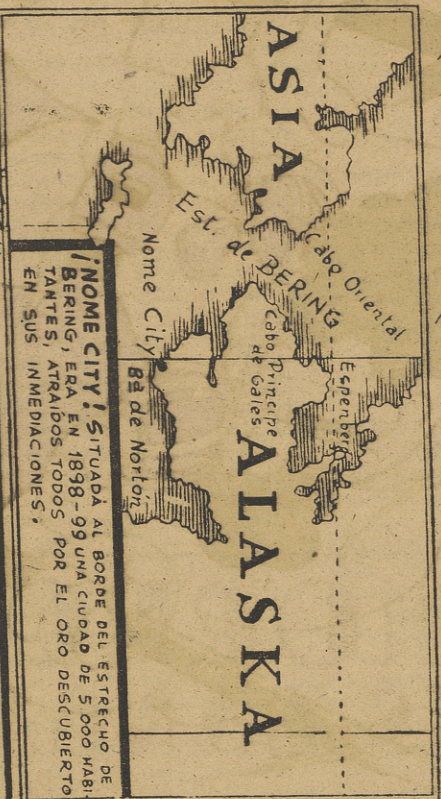 ASIA
Cabo Oriental
Est. de BERING
Espenberg
Cabo Principe
de Gales
ALASKA
Nome City
Bª de Norton
¡NOME CITY! SITUADA AL BORDE DEL ESTRECHO DE
BERING, ERA EN 1898-99 UNA CIUDAD DE 5.000 HABI-
TANTES, ATRAÍDOS TODOS POR EL ORO DESCUBIERTO
EN SUS INMEDIACIONES.